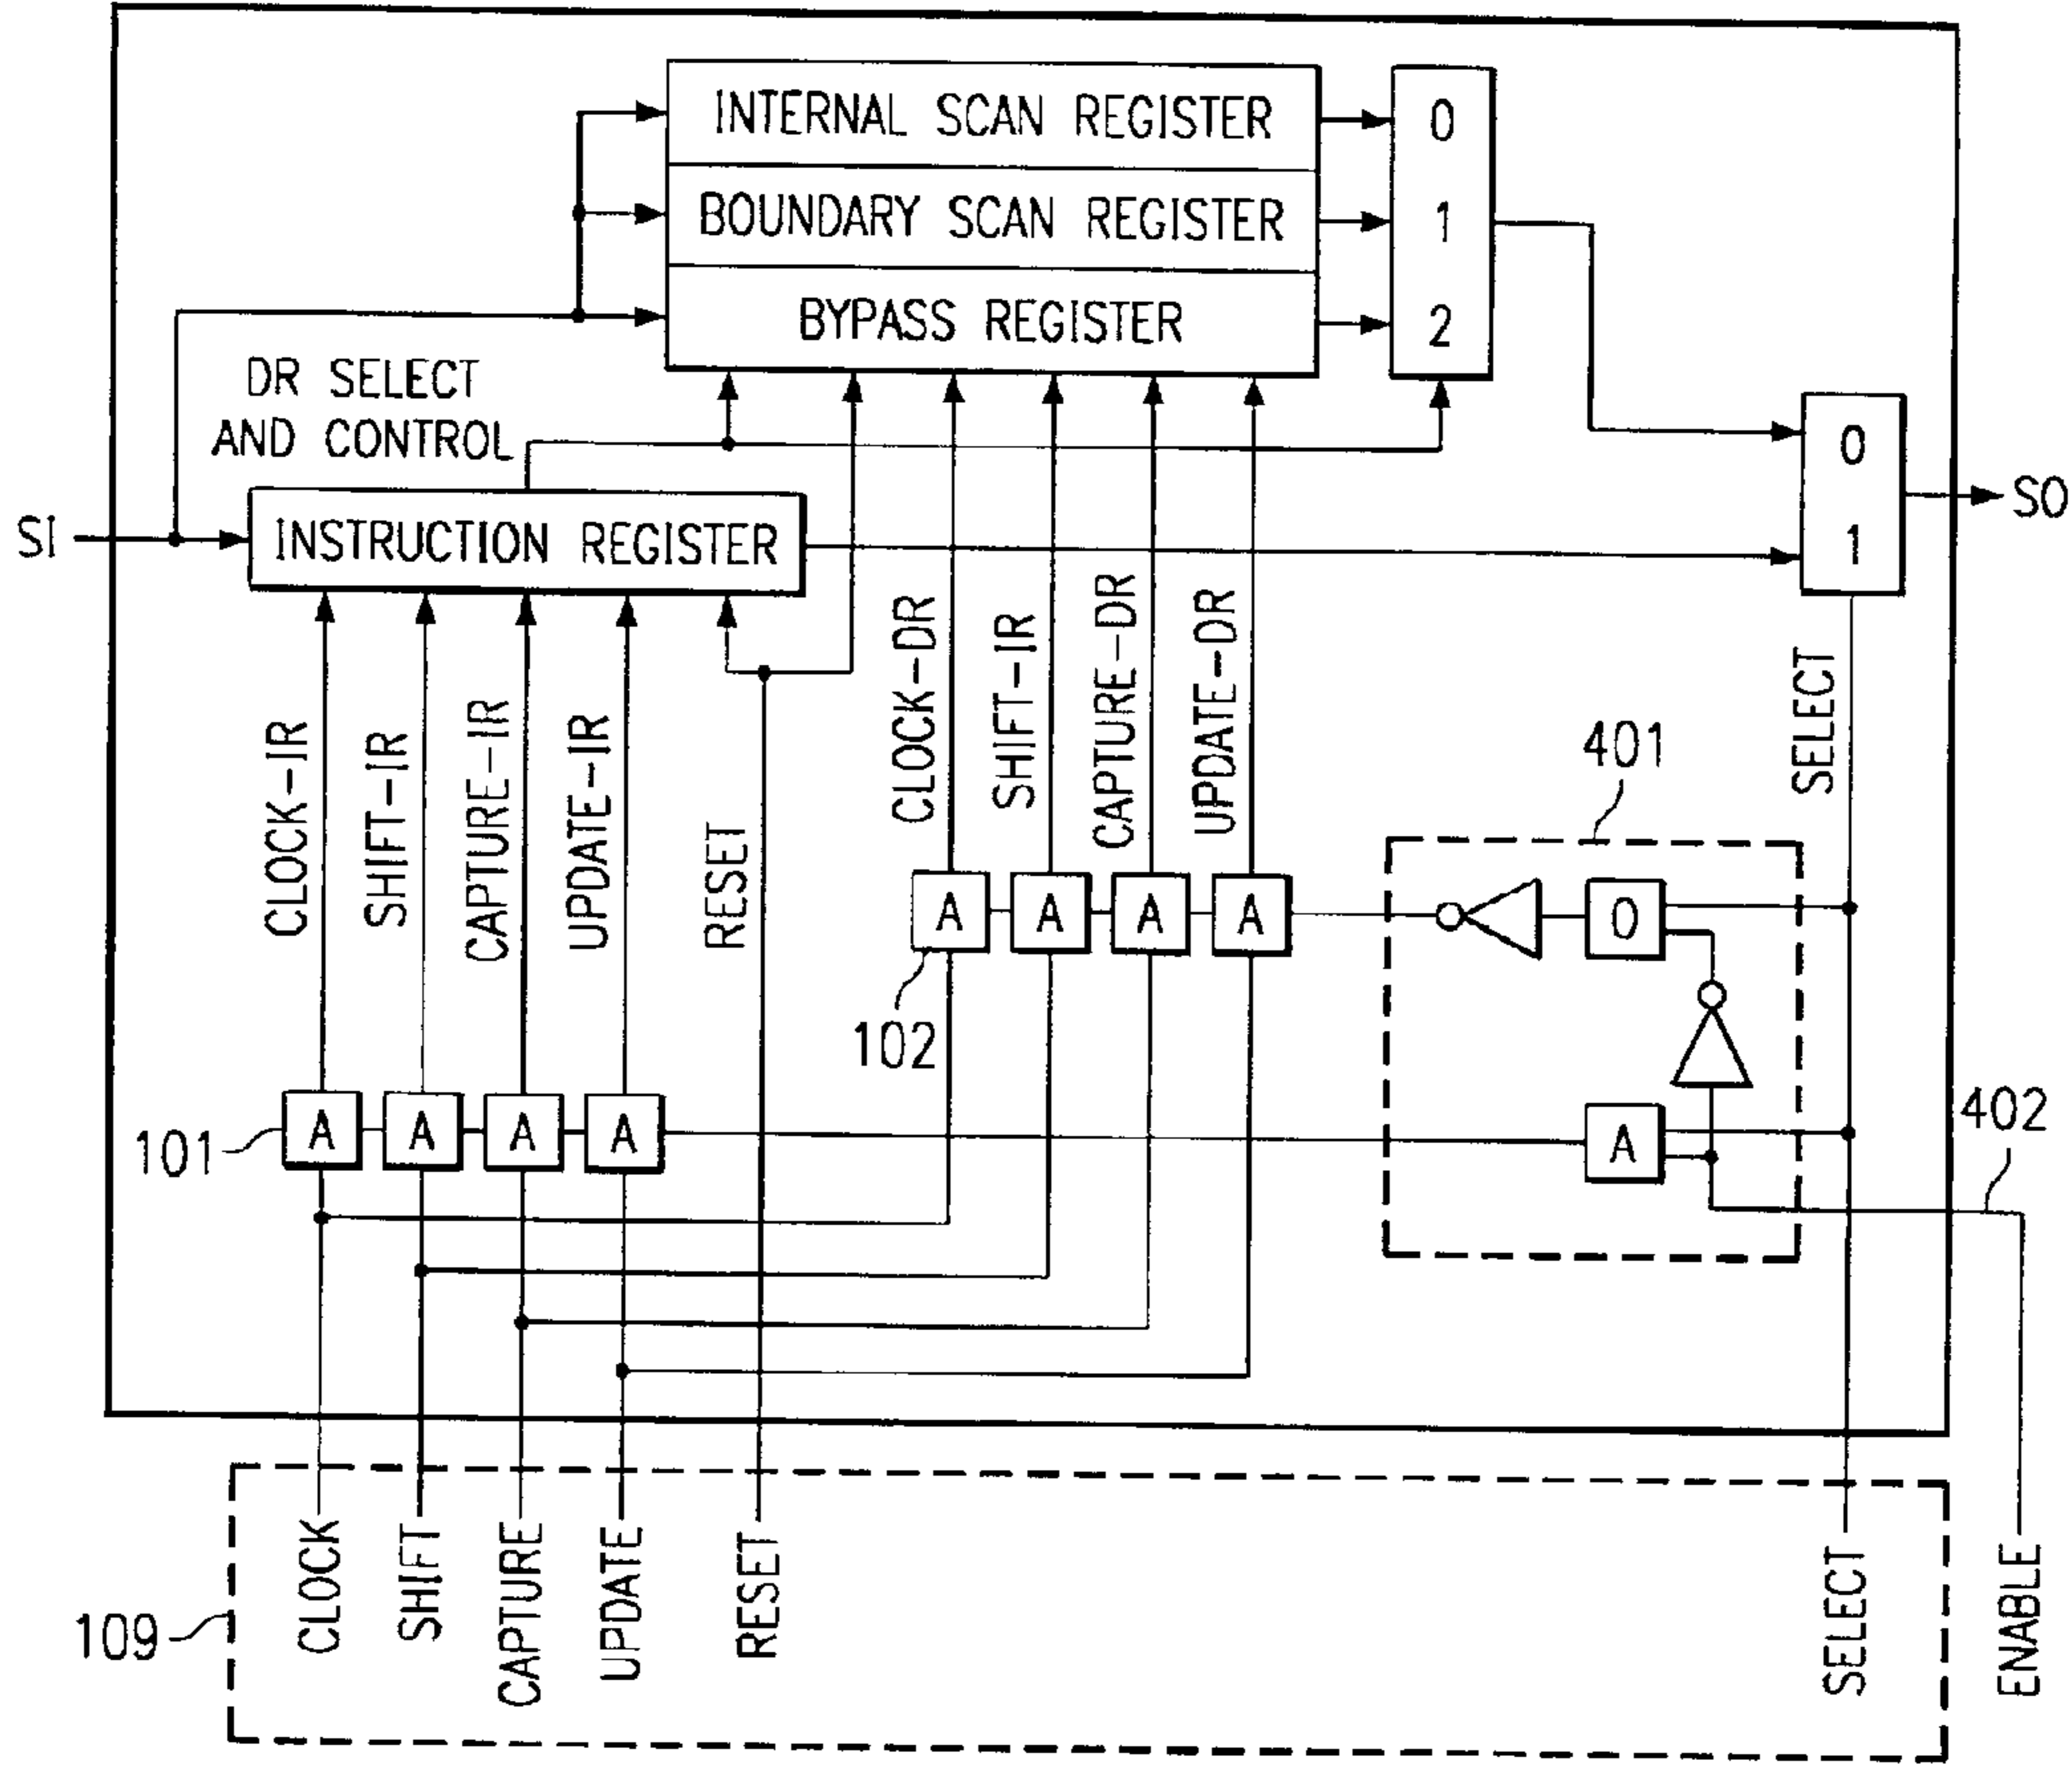 INTERNAL SCAN REGISTER
0
BOUNDARY SCAN REGISTER
1
BYPASS REGISTER
2
DR SELECT
AND CONTROL
0
SI
INSTRUCTION REGISTER
1
SO
CLOCK-IR
SHIFT-IR
CAPTURE-IR
UPDATE-IR
RESET
CLOCK-DR
SHIFT-IR
CAPTURE-DR
UPDATE-DR
SELECT
401
A
A
A
A
O
102
101
A
A
A
A
A
402
109
CLOCK
SHIFT
CAPTURE
UPDATE
RESET
SELECT
ENABLE